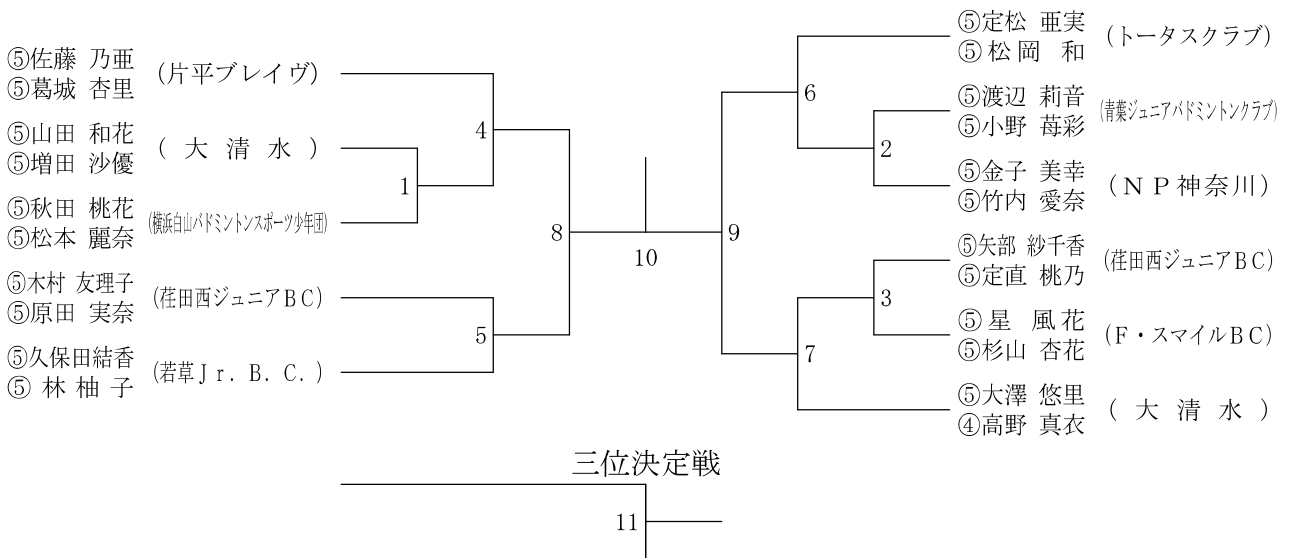 ⑤佐藤 乃亜
⑤葛城 杏里
(片平ブレイヴ)
⑤山田 和花
⑤増田 沙優
( 大 清 水 )
⑤秋田 桃花
⑤松本 麗奈
(横浜白山バドミントンスポーツ少年団)
⑤木村 友理子
⑤原田 実奈
(荏田西ジュニアBC)
⑤久保田結香
⑤ 林 柚 子
(若草Jr. B. C. )
4
1
8
5
10
⑤定松 亜実
⑤ 松 岡 和
(トータスクラブ)
⑤渡辺 莉音
⑤小野 苺彩
(青葉ジュニアバドミントンクラブ)
⑤金子 美幸
⑤竹内 愛奈
(NP神奈川)
⑤矢部 紗千香
⑤定直 桃乃
(荏田西ジュニアBC)
⑤ 星 風花
⑤杉山 杏花
(F・スマイルBC)
⑤大澤 悠里
④高野 真衣
( 大 清 水 )
6
2
9
3
7
三位決定戦
11